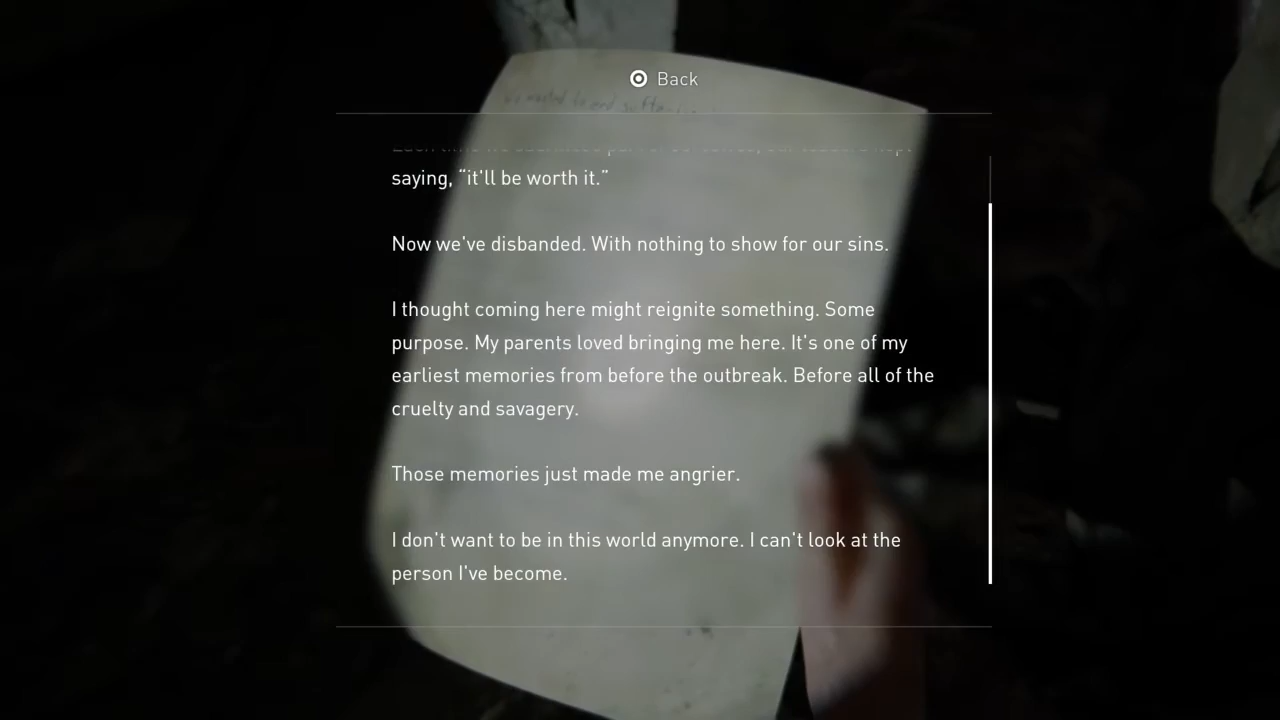 Back
saying, “it'll be worth it.”
Now we've disbanded. With nothing to show for our sins.
I thought coming here might reignite something. Some
purpose. My parents loved bringing me here. It's one of my
earliest memories from before the outbreak. Before all of the
cruelty and savagery.
Those memories just made me angrier.
I don't want to be in this world anymore. I can't look at the
person I've become.